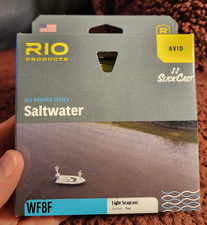 RIO
PRODUCTS
AVID
SLICKCAST
ALL AROUND SERIES
Saltwater
WF8F
Light Seagrass